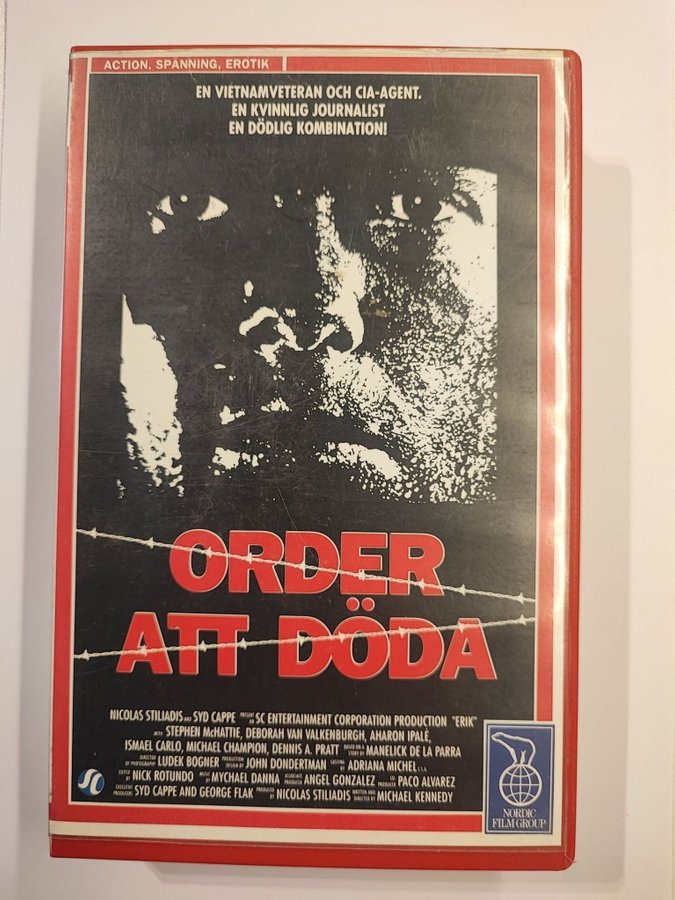 ACTION, SPÄNNING, EROTIK
EN VIETNAMVETERAN OCH CIA-AGENT.
EN KVINNLIG JOURNALIST
EN DÖDLIG KOMBINATION!
ORDER
ATT DÖDA
NICOLAS STILIADIS AND SYD CAPPE PRESENT AN SC ENTERTAINMENT CORPORATION PRODUCTION "ERIK"
WITH STEPHEN McHATTIE, DEBORAH VAN VALKENBURGH, AHARON IPALÈ,
ISMAEL CARLO, MICHAEL CHAMPION, DENNIS A. PRATT BASED ON A STORY BY MANELICK DE LA PARRA
DIRECTOR OF PHOTOGRAPHY LUDEK BOGNER PRODUCTION DESIGN BY JOHN DONDERTMAN CASTING BY ADRIANA MICHEL C.S.A.
EDITED BY NICK ROTUNDO MUSIC BY MYCHAEL DANNA ASSOCIATE PRODUCER ANGEL GONZALEZ CO. PRODUCER PACO ALVAREZ
EXECUTIVE PRODUCERS SYD CAPPE AND GEORGE FLAK PRODUCED BY NICOLAS STILIADIS WRITTEN AND DIRECTED BY MICHAEL KENNEDY
SC
NORDIC
FILM GROUP